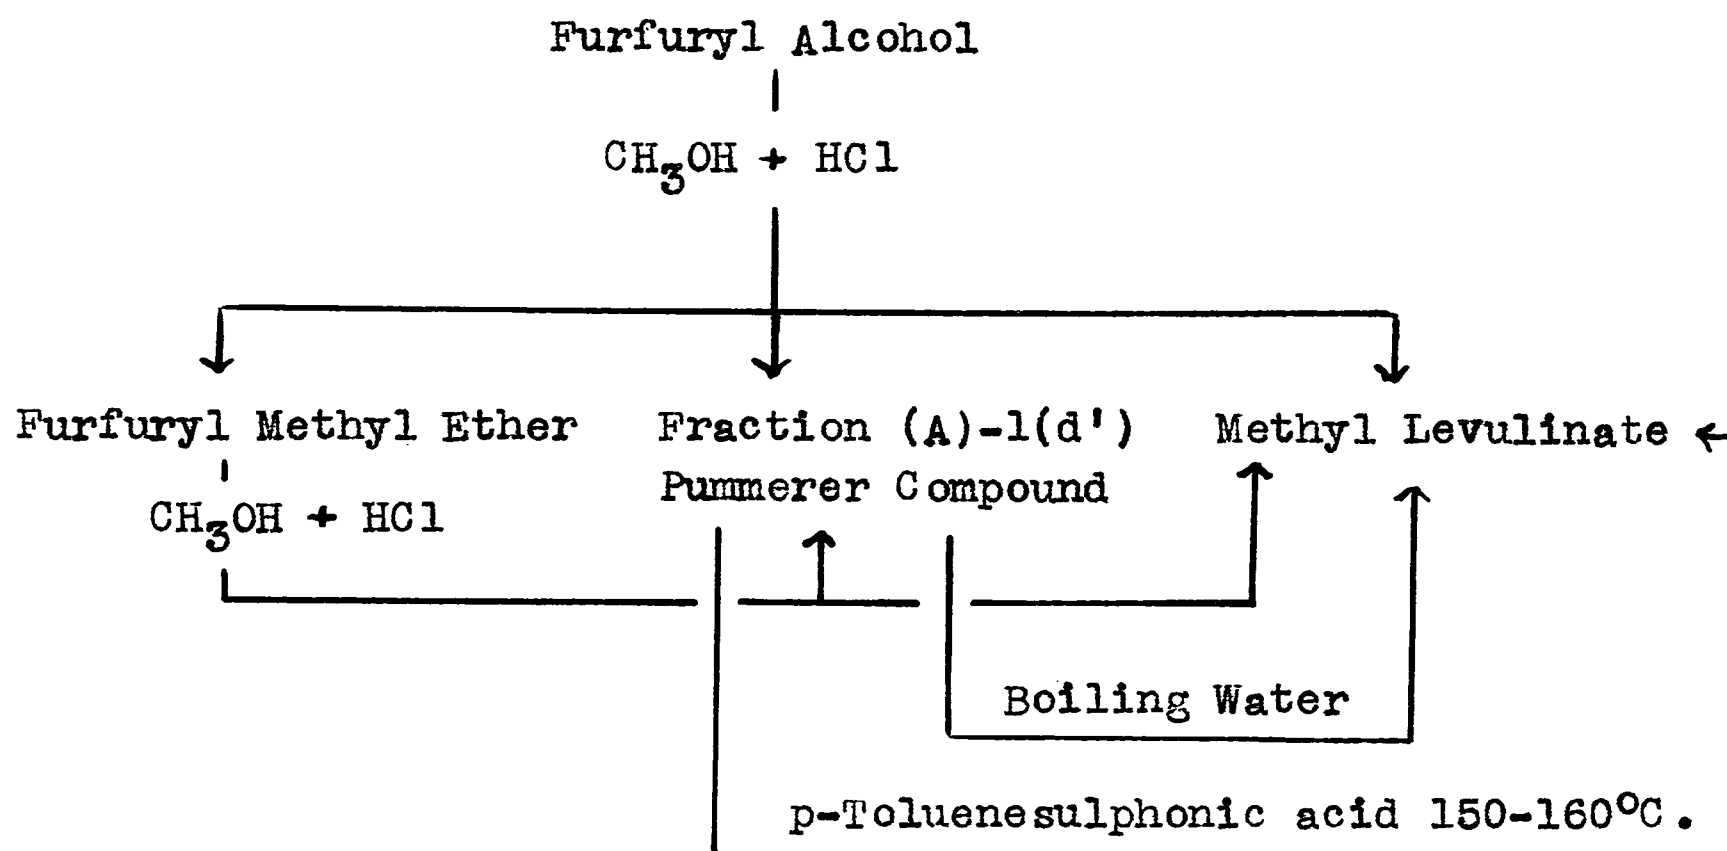 Furfuryl Alcohol
CH₃OH + HCl
Furfuryl Methyl Ether
Fraction (A)-1(d')
Pummerer Compound
Methyl Levulinate
CH₃OH + HCl
Boiling Water
p-Toluenesulphonic acid 150-160°C.